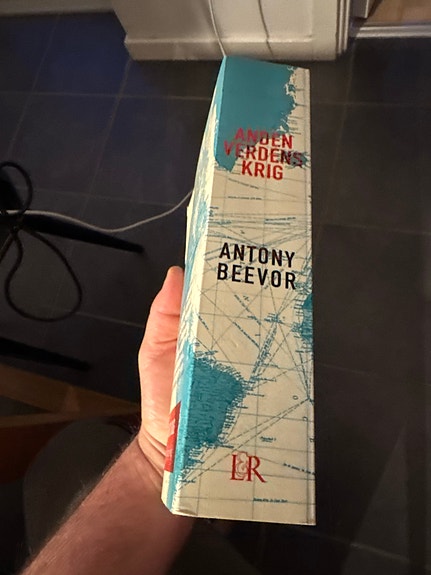 ANDEN
VERDENS
KRIG
ANTONY
BEEVOR
L&R